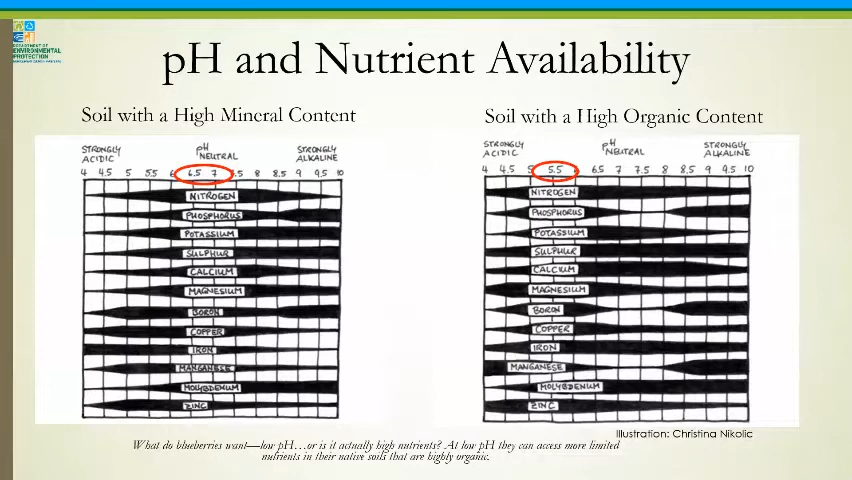 DEPARTMENT OF
ENVIRONMENTAL
PROTECTION
pH and Nutrient Availability
Soil with a High Mineral Content
STRONGLY
ACIDIC
pH
NEUTRAL
STRONGLY
ALKALINE
4 4.5 5 5.5 6 6.5 7 7.5 8 8.5 9 9.5 10
NITROGEN
PHOSPHORUS
POTASSIUM
SULPHUR
CALCIUM
MAGNESIUM
BORON
COPPER
IRON
MANGANESE
MOLYBDENUM
ZINC
Soil with a High Organic Content
STRONGLY
ACIDIC
pH
NEUTRAL
STRONGLY
ALKALINE
4 4.5 5 5.5 6.5 7 7.5 8 8.5 9 9.5 10
NITROGEN
PHOSPHORUS
POTASSIUM
SULPHUR
CALCIUM
MAGNESIUM
BORON
COPPER
IRON
MANGANESE
MOLYBDENUM
ZINC
Illustration: Christina Nikolic
What do blueberries want—low pH…or is it actually high nutrients? At low pH they can access more limited
nutrients in their native soils that are highly organic.